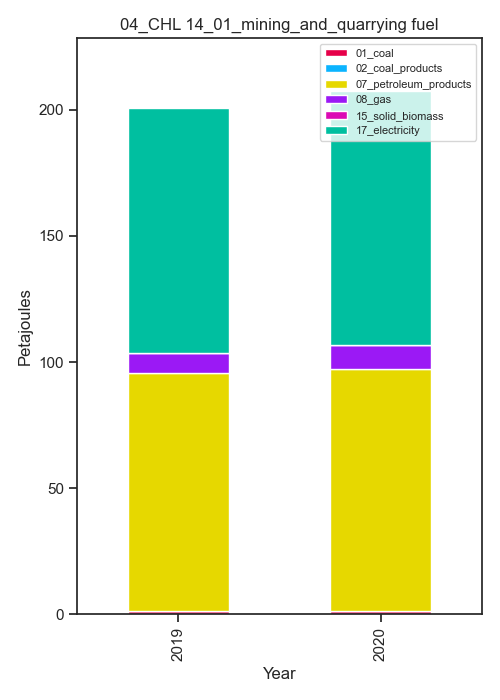 04_CHL 14_01_mining_and_quarrying fuel
01_coal
02_coal_products
07_petroleum_products
08_gas
15_solid_biomass
17_electricity
200
150
100
50
0
Petajoules
2019
2020
Year